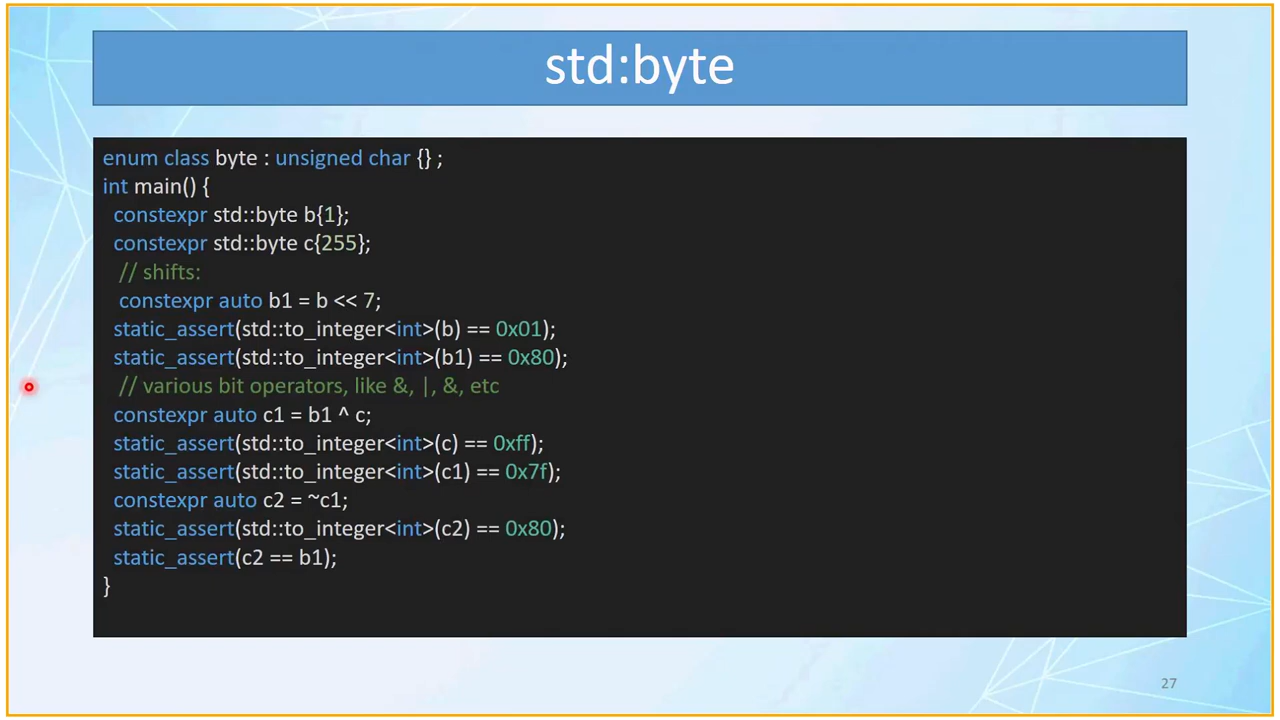 std:byte
enum class byte : unsigned char {} ;
int main() {
constexpr std::byte b{1};
constexpr std::byte c{255};
// shifts:
constexpr auto b1 = b << 7;
static_assert(std::to_integer<int>(b) == 0x01);
static_assert(std::to_integer<int>(b1) == 0x80);
// various bit operators, like &, |, &, etc
constexpr auto c1 = b1 ^ c;
static_assert(std::to_integer<int>(c) == 0xff);
static_assert(std::to_integer<int>(c1) == 0x7f);
constexpr auto c2 = ~c1;
static_assert(std::to_integer<int>(c2) == 0x80);
static_assert(c2 == b1);
}
27